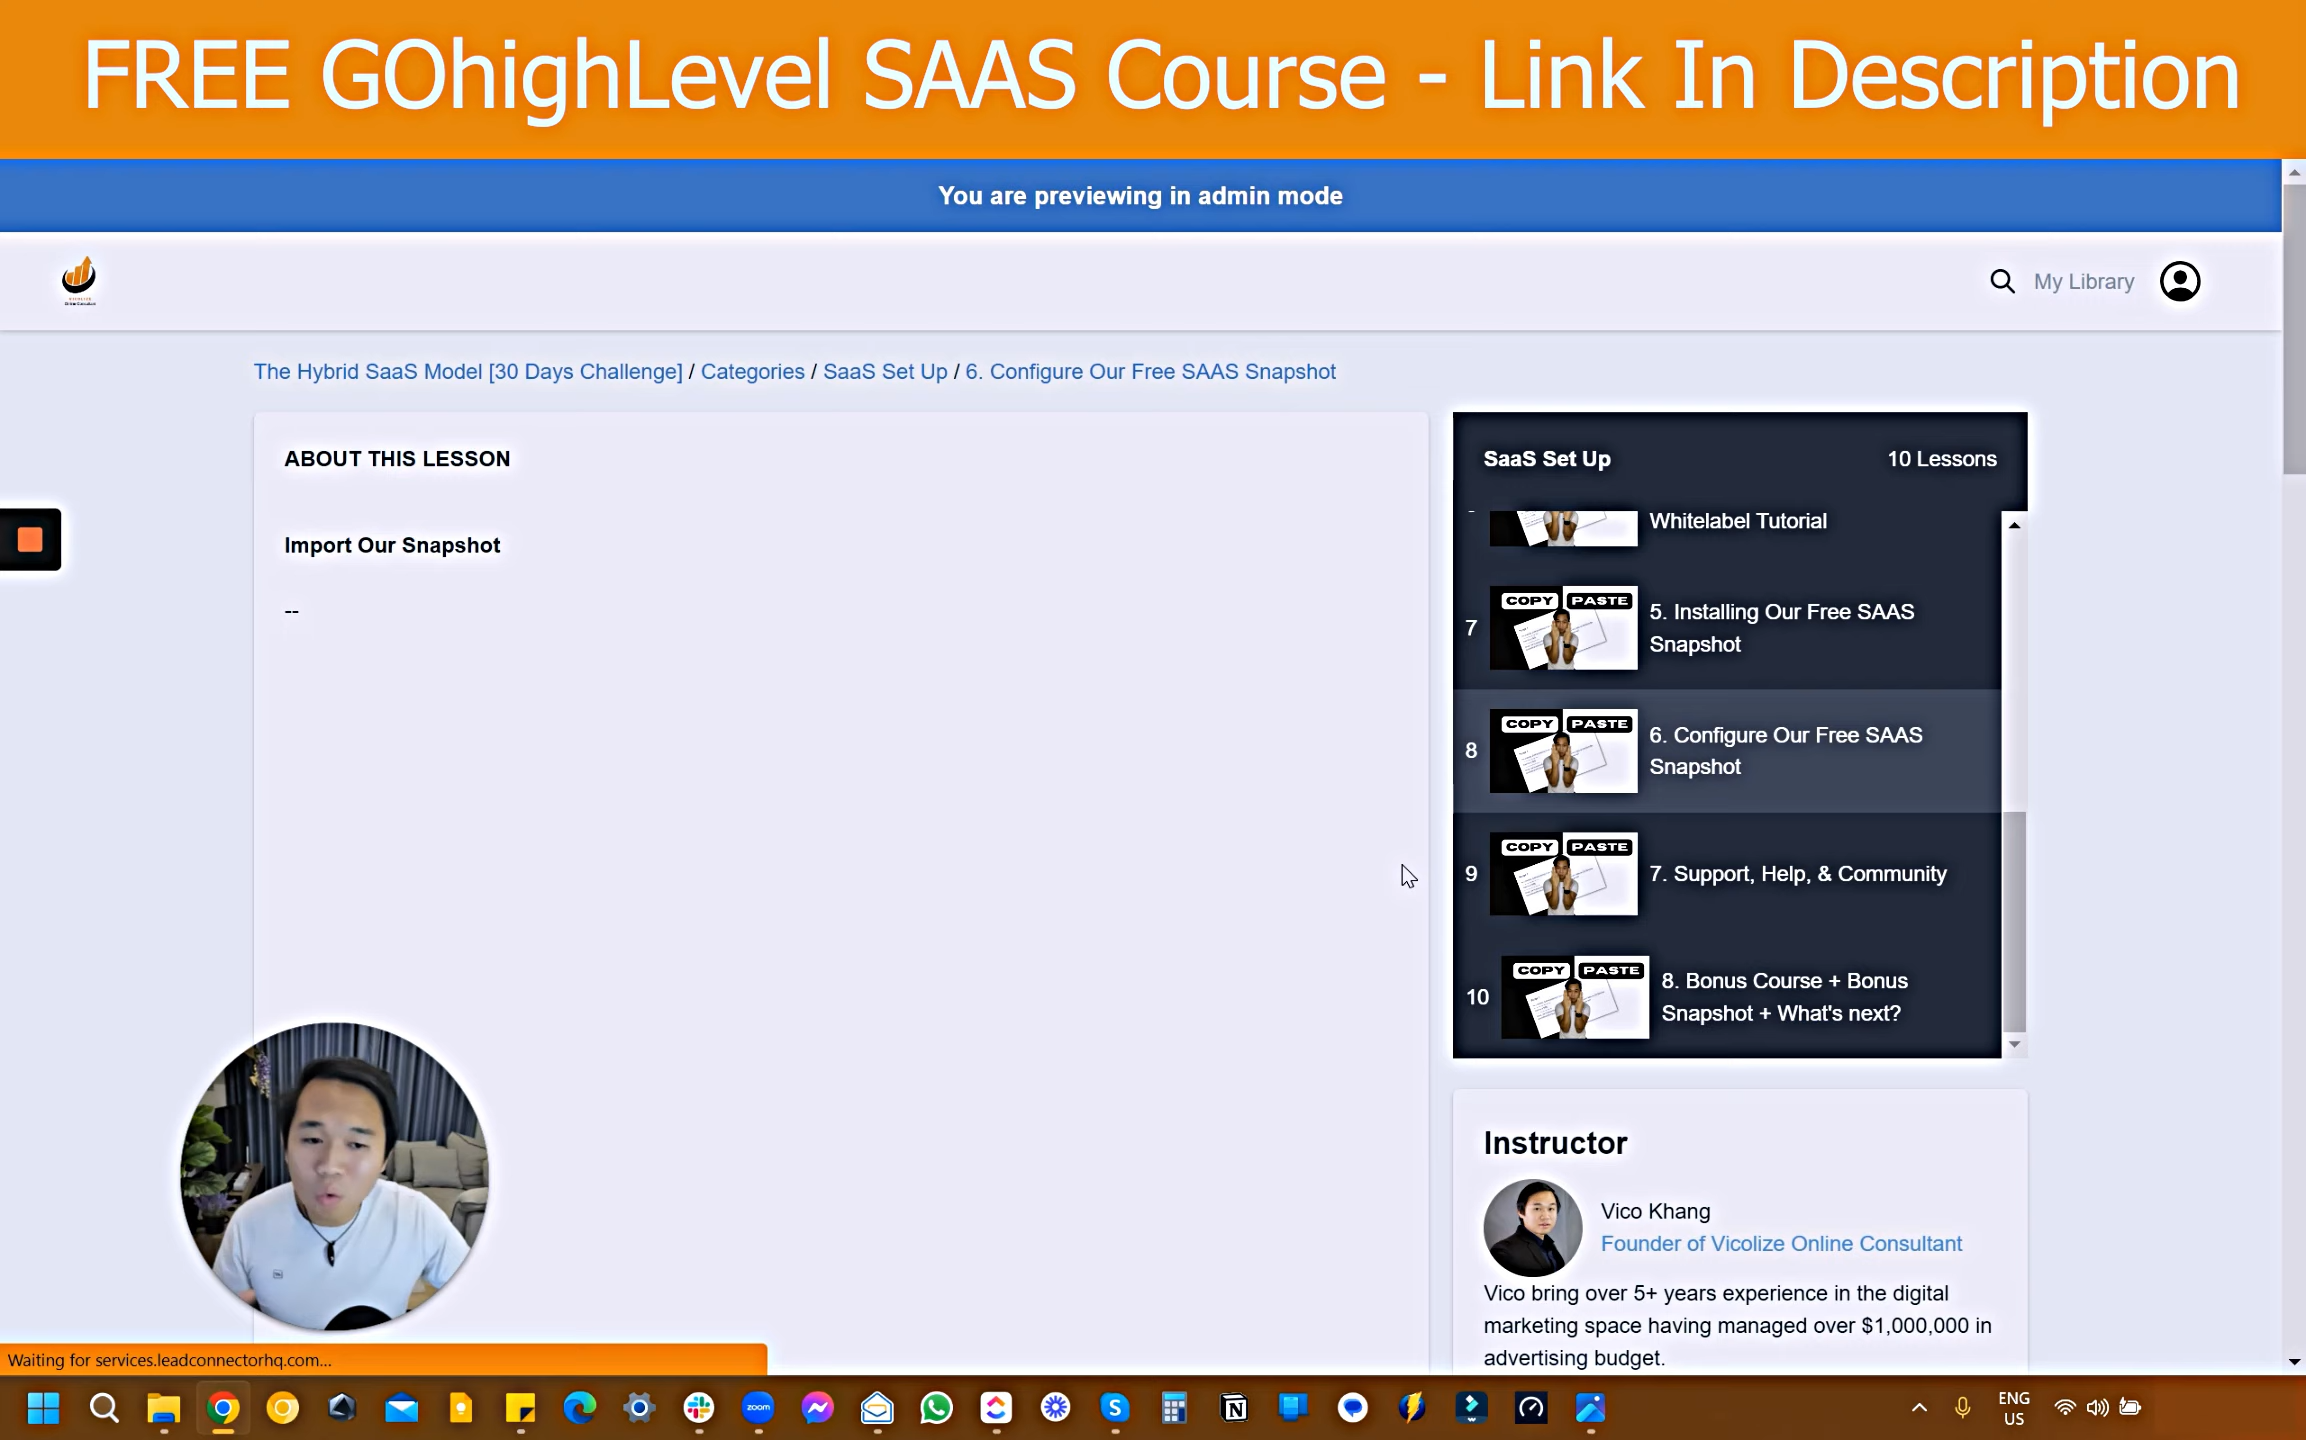 FREE GOhighLevel SAAS Course - Link In Description
You are previewing in admin mode
My Library
The Hybrid SaaS Model [30 Days Challenge] / Categories / SaaS Set Up / 6. Configure Our Free SAAS Snapshot
ABOUT THIS LESSON
Import Our Snapshot
--
SaaS Set Up
10 Lessons
Whitelabel Tutorial
7
COPY PASTE
5. Installing Our Free SAAS
Snapshot
8
COPY PASTE
6. Configure Our Free SAAS
Snapshot
9
COPY PASTE
7. Support, Help, & Community
10
COPY PASTE
8. Bonus Course + Bonus
Snapshot + What's next?
Instructor
Vico Khang
Founder of Vicolize Online Consultant
Vico bring over 5+ years experience in the digital
marketing space having managed over $1,000,000 in
advertising budget.
Waiting for services.leadconnectorhq.com...
zoom
ENG
US